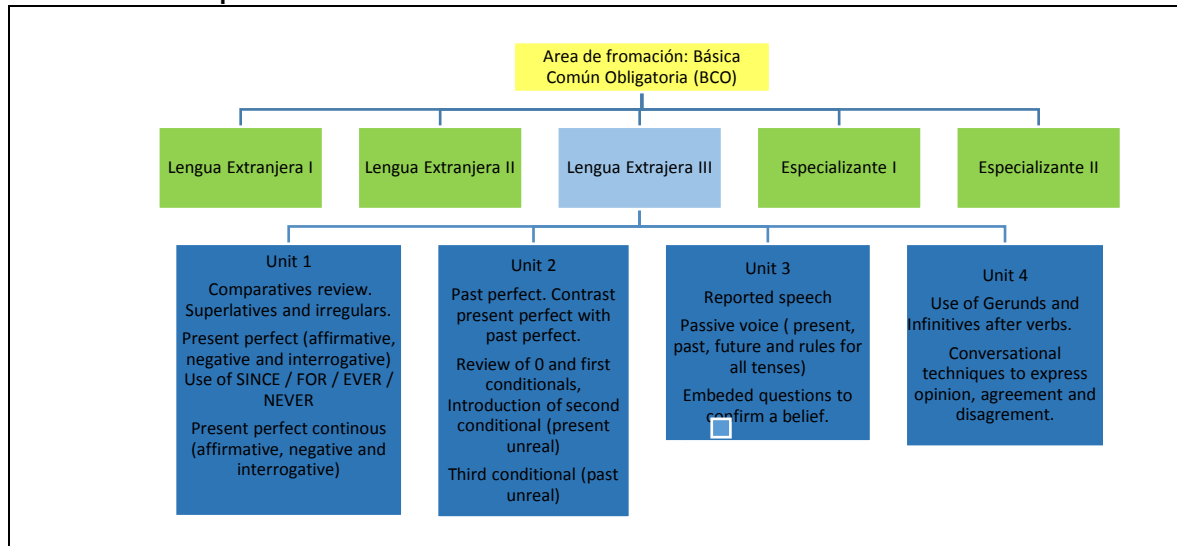 Area de fromación: Básica
Común Obligatoria (BCO)
Lengua Extranjera I
Lengua Extranjera II
Lengua Extrajera III
Especializante I
Especializante II
Unit 1
Comparatives review.
Superlatives and irregulars.
Present perfect (affirmative,
negative and interrogative)
Use of SINCE / FOR / EVER /
NEVER
Present perfect continous
(affirmative, negative and
interrogative)
Unit 2
Past perfect. Contrast
present perfect with
past perfect.
Review of 0 and first
conditionals,
Introduction of second
conditional (present
unreal)
Third conditional (past
unreal)
Unit 3
Reported speech
Passive voice ( present,
past, future and rules for
all tenses)
Embeded questions to
confirm a belief.
Unit 4
Use of Gerunds and
Infinitives after verbs.
Conversational
techniques to express
opinion, agreement and
disagrement.